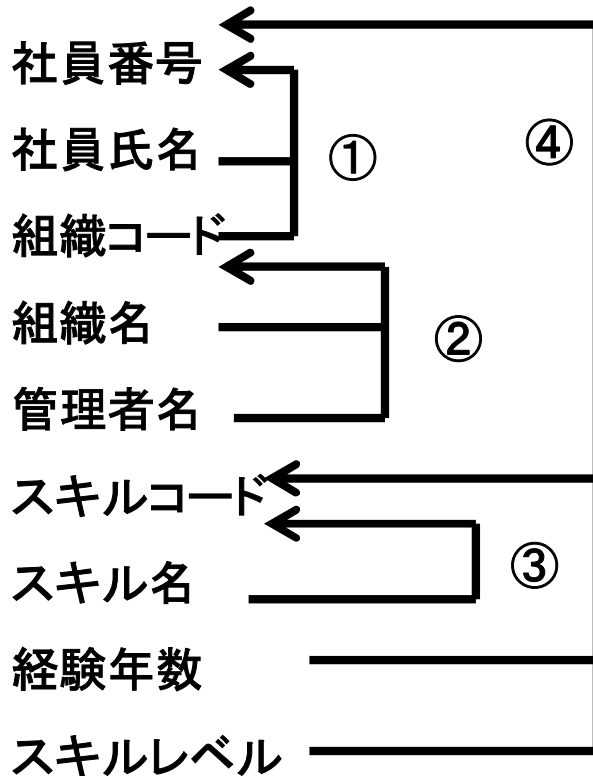 社員番号
社員氏名
①
④
組織コード
組織名
②
管理者名
スキルコード
スキル名
③
経験年数
スキルレベル